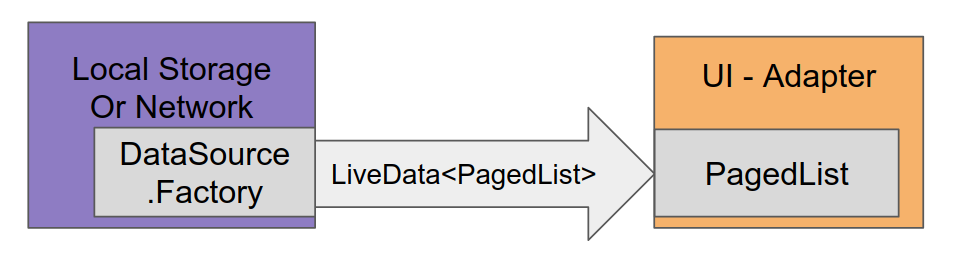 Local Storage
Or Network
DataSource
.Factory
LiveData<PagedList>
UI - Adapter
PagedList